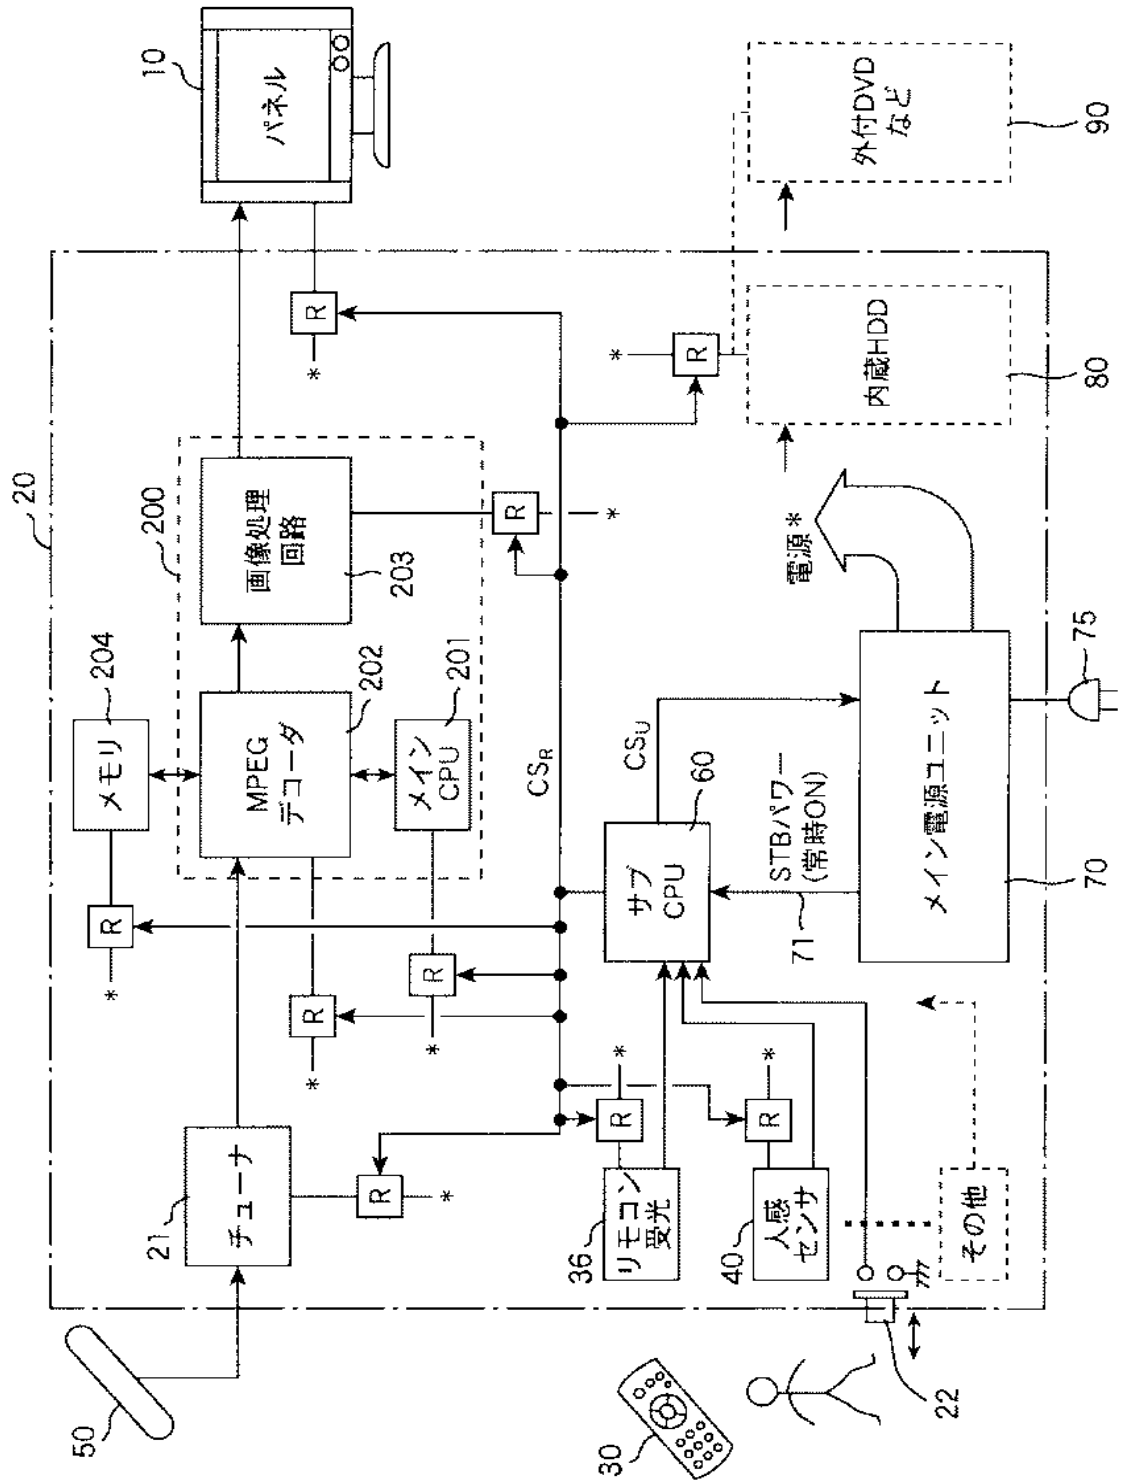 20
50
204
メモリ
200
10
R
*
21
チューナ
MPEG
デコーダ
202
画像処理
回路
203
パネル
R
*
R
*
R
*
メイン
CPU
201
R
*
R
*
CSR
36
リモコン
受光
R
*
サブ
CPU
60
CSU
R
*
30
40
人感
センサ
R
*
71
STBパワー
(常時ON)
電源*
内蔵HDD
80
外付DVD
など
90
22
その他
メイン電源ユニット
70
75